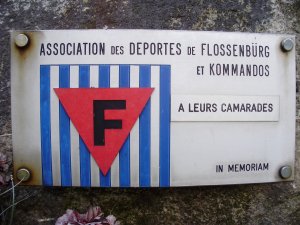 ASSOCIATION DES DEPORTES DE FLOSSENBÜRG
ET KOMMANDOS
F
A LEURS CAMARADES
IN MEMORIAM